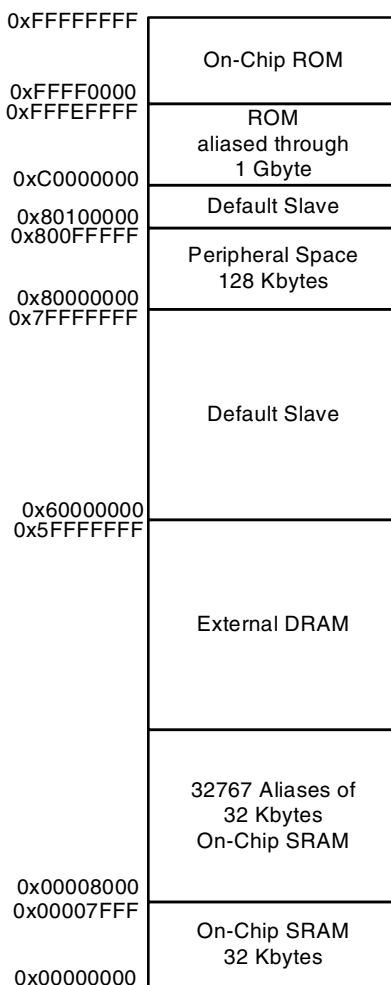 0xFFFFFFFF
On-Chip ROM
0xFFFF0000
0xFFFEFFFF
ROM
aliased through
1 Gbyte
0xC0000000
Default Slave
0x80100000
0x800FFFFF
Peripheral Space
128 Kbytes
0x80000000
0x7FFFFFFF
Default Slave
0x60000000
0x5FFFFFFF
External DRAM
32767 Aliases of
32 Kbytes
On-Chip SRAM
0x00008000
0x00007FFF
On-Chip SRAM
32 Kbytes
0x00000000